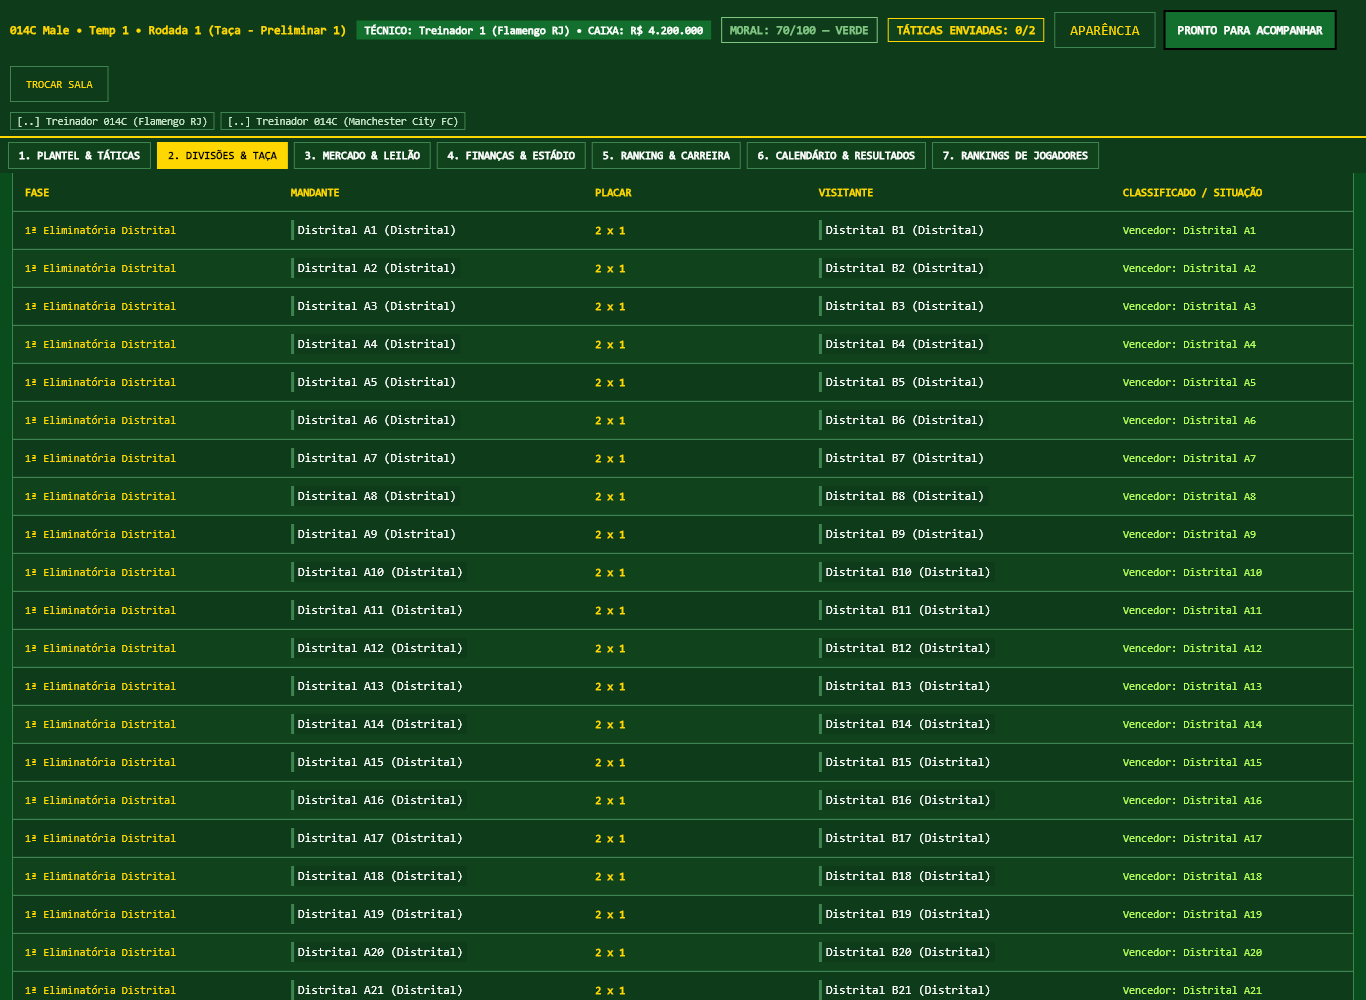 014C Male • Temp 1 • Rodada 1 (Taça - Preliminar 1) TÉCNICO: Treinador 1 (Flamengo RJ) • CAIXA: R$ 4.200.000 MORAL: 70/100 — VERDE TÁTICAS ENVIADAS: 0/2 APARÊNCIA PRONTO PARA ACOMPANHAR
TROCAR SALA
[..] Treinador 014C (Flamengo RJ) [..] Treinador 014C (Manchester City FC)
1. PLANTEL & TÁTICAS 2. DIVISÕES & TAÇA 3. MERCADO & LEILÃO 4. FINANÇAS & ESTÁDIO 5. RANKING & CARREIRA 6. CALENDÁRIO & RESULTADOS 7. RANKINGS DE JOGADORES
FASE MANDANTE PLACAR VISITANTE CLASSIFICADO / SITUAÇÃO
1ª Eliminatória Distrital Distrital A1 (Distrital) 2 x 1 Distrital B1 (Distrital) Vencedor: Distrital A1
1ª Eliminatória Distrital Distrital A2 (Distrital) 2 x 1 Distrital B2 (Distrital) Vencedor: Distrital A2
1ª Eliminatória Distrital Distrital A3 (Distrital) 2 x 1 Distrital B3 (Distrital) Vencedor: Distrital A3
1ª Eliminatória Distrital Distrital A4 (Distrital) 2 x 1 Distrital B4 (Distrital) Vencedor: Distrital A4
1ª Eliminatória Distrital Distrital A5 (Distrital) 2 x 1 Distrital B5 (Distrital) Vencedor: Distrital A5
1ª Eliminatória Distrital Distrital A6 (Distrital) 2 x 1 Distrital B6 (Distrital) Vencedor: Distrital A6
1ª Eliminatória Distrital Distrital A7 (Distrital) 2 x 1 Distrital B7 (Distrital) Vencedor: Distrital A7
1ª Eliminatória Distrital Distrital A8 (Distrital) 2 x 1 Distrital B8 (Distrital) Vencedor: Distrital A8
1ª Eliminatória Distrital Distrital A9 (Distrital) 2 x 1 Distrital B9 (Distrital) Vencedor: Distrital A9
1ª Eliminatória Distrital Distrital A10 (Distrital) 2 x 1 Distrital B10 (Distrital) Vencedor: Distrital A10
1ª Eliminatória Distrital Distrital A11 (Distrital) 2 x 1 Distrital B11 (Distrital) Vencedor: Distrital A11
1ª Eliminatória Distrital Distrital A12 (Distrital) 2 x 1 Distrital B12 (Distrital) Vencedor: Distrital A12
1ª Eliminatória Distrital Distrital A13 (Distrital) 2 x 1 Distrital B13 (Distrital) Vencedor: Distrital A13
1ª Eliminatória Distrital Distrital A14 (Distrital) 2 x 1 Distrital B14 (Distrital) Vencedor: Distrital A14
1ª Eliminatória Distrital Distrital A15 (Distrital) 2 x 1 Distrital B15 (Distrital) Vencedor: Distrital A15
1ª Eliminatória Distrital Distrital A16 (Distrital) 2 x 1 Distrital B16 (Distrital) Vencedor: Distrital A16
1ª Eliminatória Distrital Distrital A17 (Distrital) 2 x 1 Distrital B17 (Distrital) Vencedor: Distrital A17
1ª Eliminatória Distrital Distrital A18 (Distrital) 2 x 1 Distrital B18 (Distrital) Vencedor: Distrital A18
1ª Eliminatória Distrital Distrital A19 (Distrital) 2 x 1 Distrital B19 (Distrital) Vencedor: Distrital A19
1ª Eliminatória Distrital Distrital A20 (Distrital) 2 x 1 Distrital B20 (Distrital) Vencedor: Distrital A20
1ª Eliminatória Distrital Distrital A21 (Distrital) 2 x 1 Distrital B21 (Distrital) Vencedor: Distrital A21